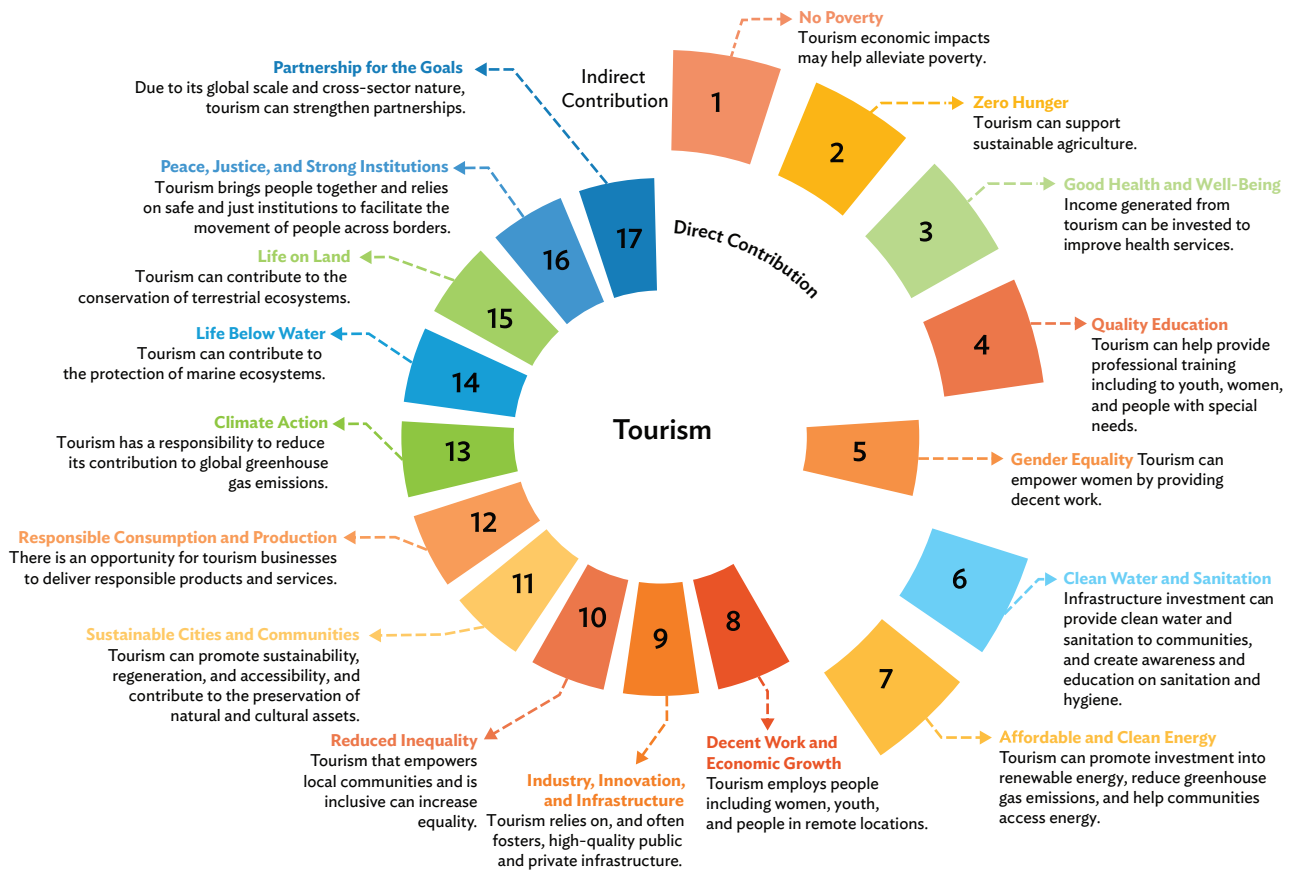 Indirect
Contribution
Direct Contribution
Tourism
1
No Poverty
Tourism economic impacts
may help alleviate poverty.
2
Zero Hunger
Tourism can support
sustainable agriculture.
3
Good Health and Well-Being
Income generated from
tourism can be invested to
improve health services.
4
Quality Education
Tourism can help provide
professional training
including to youth, women,
and people with special
needs.
5
Gender Equality Tourism can
empower women by providing
decent work.
6
Clean Water and Sanitation
Infrastructure investment can
provide clean water and
sanitation to communities,
and create awareness and
education on sanitation and
hygiene.
7
Affordable and Clean Energy
Tourism can promote investment into
renewable energy, reduce greenhouse
gas emissions, and help communities
access energy.
8
Decent Work and
Economic Growth
Tourism employs people
including women, youth,
and people in remote locations.
9
Industry, Innovation,
and Infrastructure
Tourism relies on, and often
fosters, high-quality public
and private infrastructure.
10
Reduced Inequality
Tourism that empowers
local communities and is
inclusive can increase
equality.
11
Sustainable Cities and Communities
Tourism can promote sustainability,
regeneration, and accessibility, and
contribute to the preservation of
natural and cultural assets.
12
Responsible Consumption and Production
There is an opportunity for tourism businesses
to deliver responsible products and services.
13
Climate Action
Tourism has a responsibility to reduce
its contribution to global greenhouse
gas emissions.
14
Life Below Water
Tourism can contribute to
the protection of marine ecosystems.
15
Life on Land
Tourism can contribute to the
conservation of terrestrial ecosystems.
16
Peace, Justice, and Strong Institutions
Tourism brings people together and relies
on safe and just institutions to facilitate the
movement of people across borders.
17
Partnership for the Goals
Due to its global scale and cross-sector nature,
tourism can strengthen partnerships.